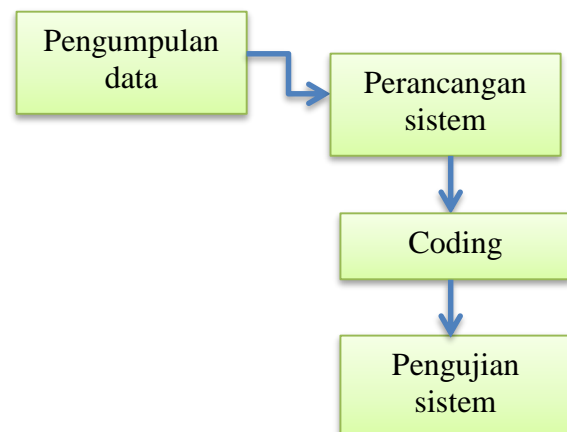 Pengumpulan
data
Perancangan
sistem
Coding
Pengujian
sistem